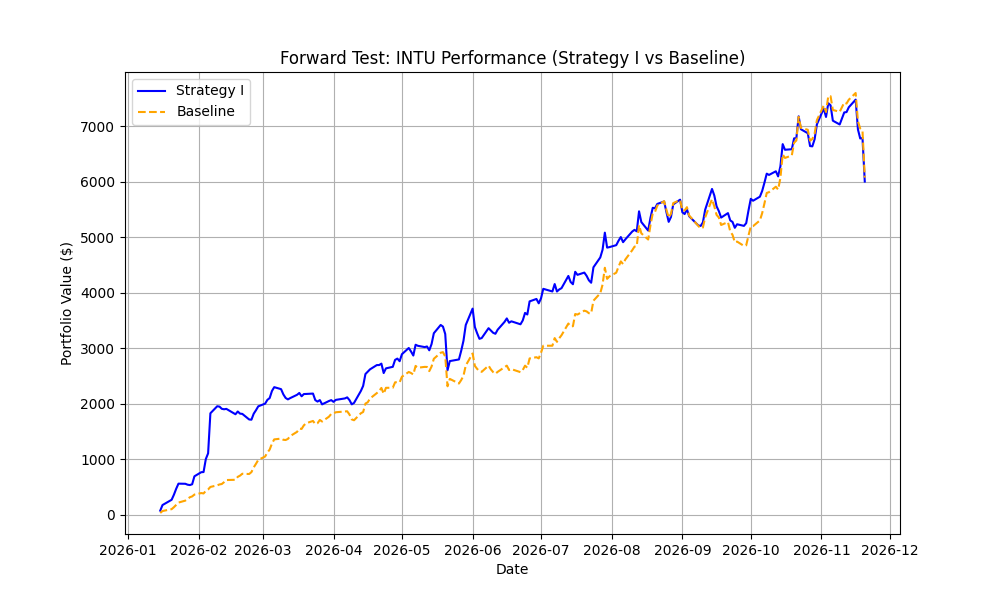 Forward Test: INTU Performance (Strategy I vs Baseline)
Strategy I
Baseline
Portfolio Value ($)
7000
6000
5000
4000
3000
2000
1000
0
2026-01 2026-02 2026-03 2026-04 2026-05 2026-06 2026-07 2026-08 2026-09 2026-10 2026-11 2026-12
Date